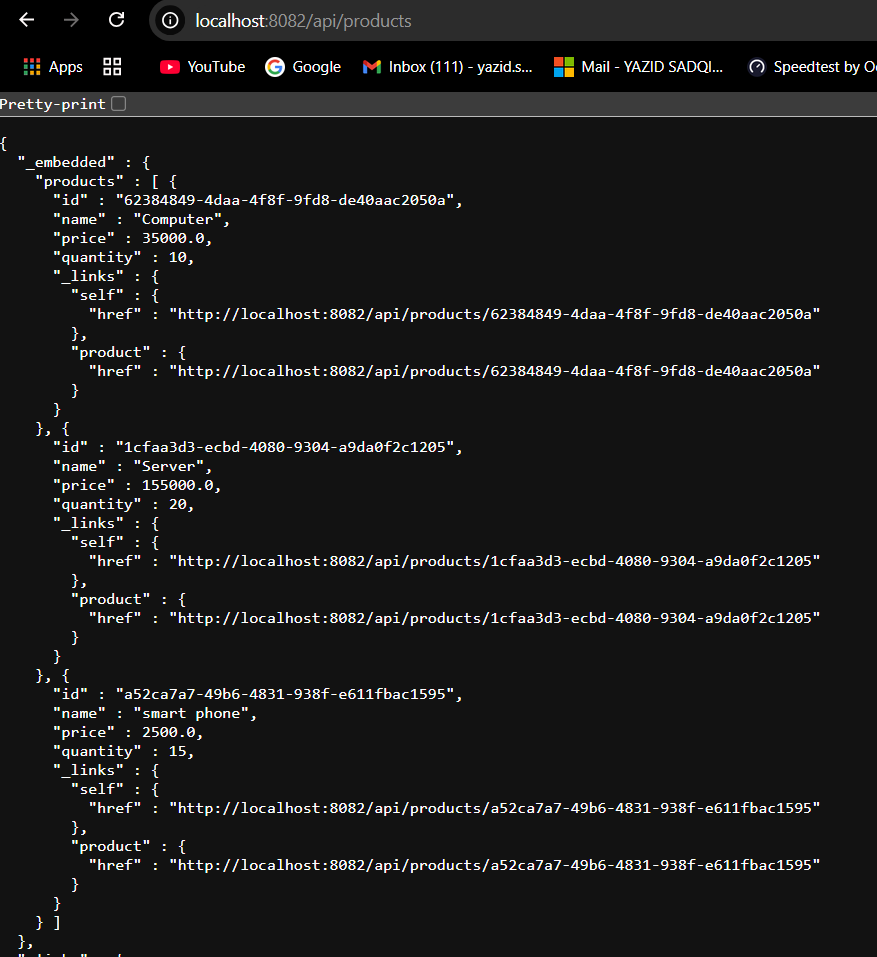 localhost:8082/api/products
Apps YouTube Google Inbox (111) - yazid.s... Mail - YAZID SADQI... Speedtest by O
Pretty-print
{
  "_embedded" : {
    "products" : [ {
      "id" : "62384849-4daa-4f8f-9fd8-de40aac2050a",
      "name" : "Computer",
      "price" : 35000.0,
      "quantity" : 10,
      "_links" : {
        "self" : {
          "href" : "http://localhost:8082/api/products/62384849-4daa-4f8f-9fd8-de40aac2050a"
        },
        "product" : {
          "href" : "http://localhost:8082/api/products/62384849-4daa-4f8f-9fd8-de40aac2050a"
        }
      }
    }, {
      "id" : "1cfaa3d3-ecbd-4080-9304-a9da0f2c1205",
      "name" : "Server",
      "price" : 155000.0,
      "quantity" : 20,
      "_links" : {
        "self" : {
          "href" : "http://localhost:8082/api/products/1cfaa3d3-ecbd-4080-9304-a9da0f2c1205"
        },
        "product" : {
          "href" : "http://localhost:8082/api/products/1cfaa3d3-ecbd-4080-9304-a9da0f2c1205"
        }
      }
    }, {
      "id" : "a52ca7a7-49b6-4831-938f-e611fbac1595",
      "name" : "smart phone",
      "price" : 2500.0,
      "quantity" : 15,
      "_links" : {
        "self" : {
          "href" : "http://localhost:8082/api/products/a52ca7a7-49b6-4831-938f-e611fbac1595"
        },
        "product" : {
          "href" : "http://localhost:8082/api/products/a52ca7a7-49b6-4831-938f-e611fbac1595"
        }
      }
    } ]
  },